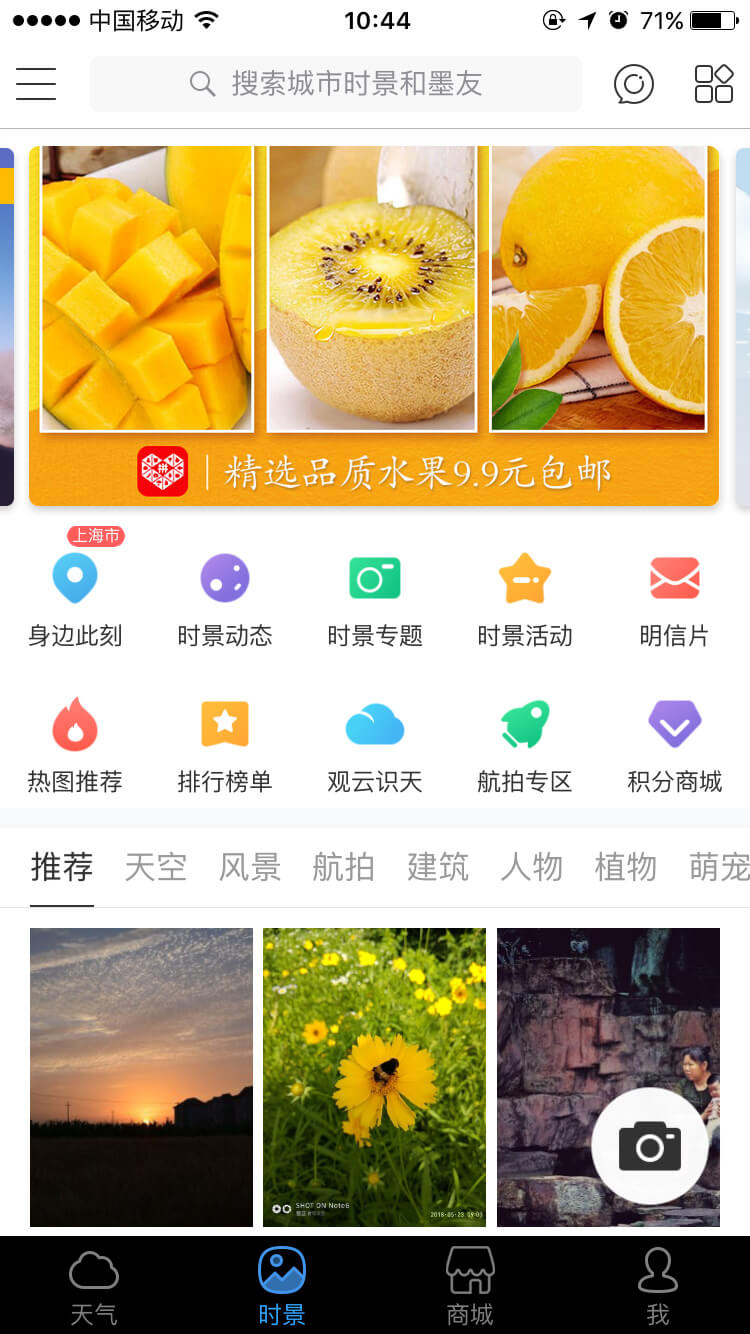 中国移动 10:44 71%
搜索城市时景和墨友
拼
精选品质水果9.9元包邮
上海市
身边此刻 时景动态 时景专题 时景活动 明信片
热图推荐 排行榜单 观云识天 航拍专区 积分商城
推荐 天空 风景 航拍 建筑 人物 植物 萌宠
SHOT ON Note6
2018-05-23 09:03
天气 时景 商城 我